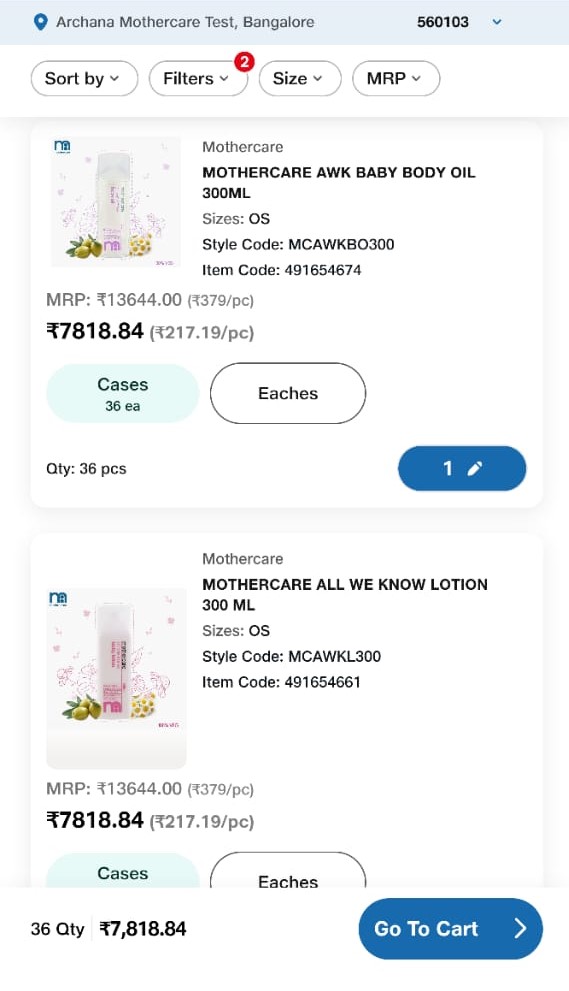 Archana Mothercare Test, Bangalore 560103
Sort by Filters 2 Size MRP
Mothercare
MOTHERCARE AWK BABY BODY OIL
300ML
Sizes: OS
Style Code: MCAWKBO300
Item Code: 491654674
MRP: ₹13644.00 (₹379/pc)
₹7818.84 (₹217.19/pc)
Cases
36 ea
Eaches
Qty: 36 pcs
1
Mothercare
MOTHERCARE ALL WE KNOW LOTION
300 ML
Sizes: OS
Style Code: MCAWKL300
Item Code: 491654661
MRP: ₹13644.00 (₹379/pc)
₹7818.84 (₹217.19/pc)
Cases
Eaches
36 Qty ₹7,818.84
Go To Cart